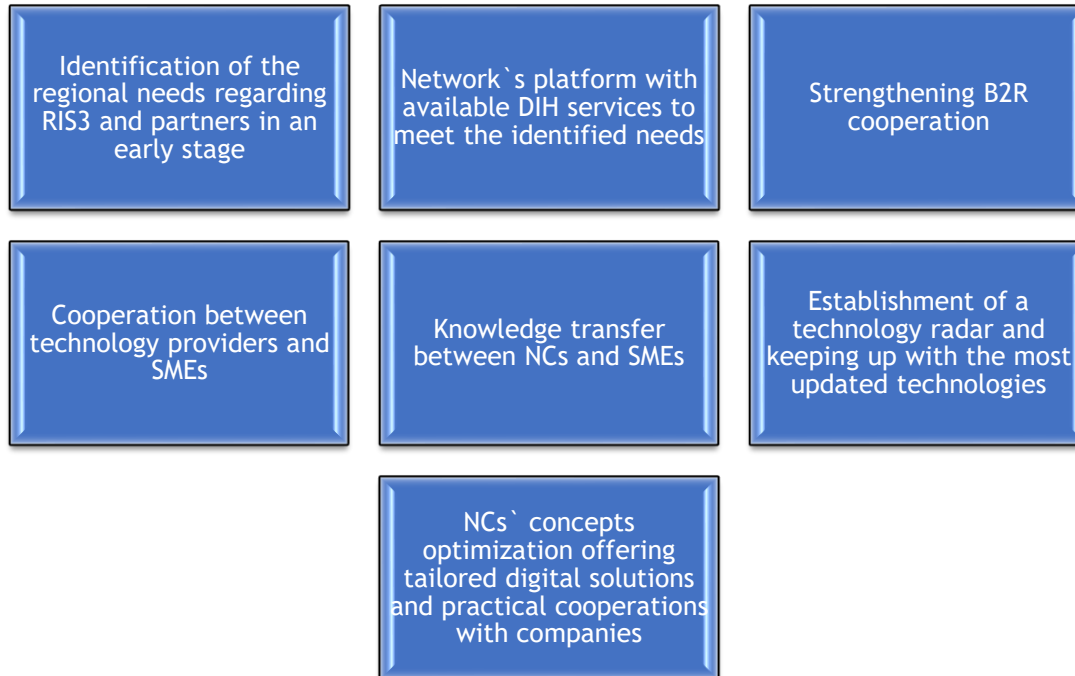 Identification of the
regional needs regarding
RIS3 and partners in an
early stage
Network`s platform with
available DIH services to
meet the identified needs
Strengthening B2R
cooperation
Cooperation between
technology providers and
SMEs
Knowledge transfer
between NCs and SMEs
Establishment of a
technology radar and
keeping up with the most
updated technologies
NCs` concepts
optimization offering
tailored digital solutions
and practical cooperations
with companies